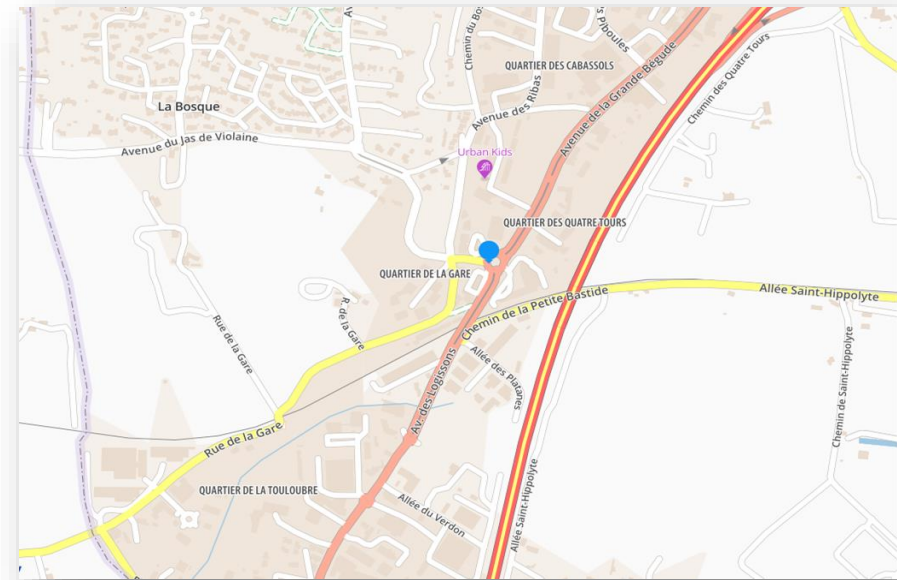 Av
Chemin du Bos
s. Piboules
QUARTIER DES CABASSOLS
Avenue de la Grande Bégude
Chemin des Quatre Tours
La Bosque
Avenue des Ribas
Avenue du Jas de Violaine
Urban Kids
QUARTIER DES QUATRE TOURS
QUARTIER DE LA GARE
Allée Saint-Hippolyte
Chemin de la Petite Bastide
R. de la Gare
Rue de la Gare
Allée des Platanes
Av. des Logissons
Chemin de Saint-Hippolyte
Rue de la Gare
QUARTIER DE LA TOULOUBRE
Allée du Verdon
Allée Saint-Hippolyte